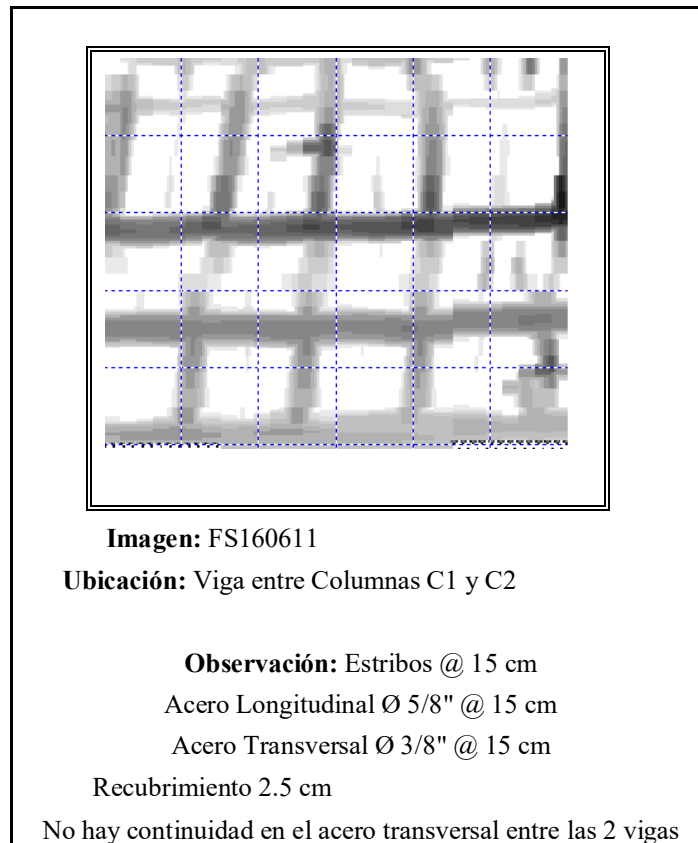 Imagen: FS160611
Ubicación: Viga entre Columnas C1 y C2
Observación: Estribos @ 15 cm
Acero Longitudinal Ø 5/8" @ 15 cm
Acero Transversal Ø 3/8" @ 15 cm
Recubrimiento 2.5 cm
No hay continuidad en el acero transversal entre las 2 vigas